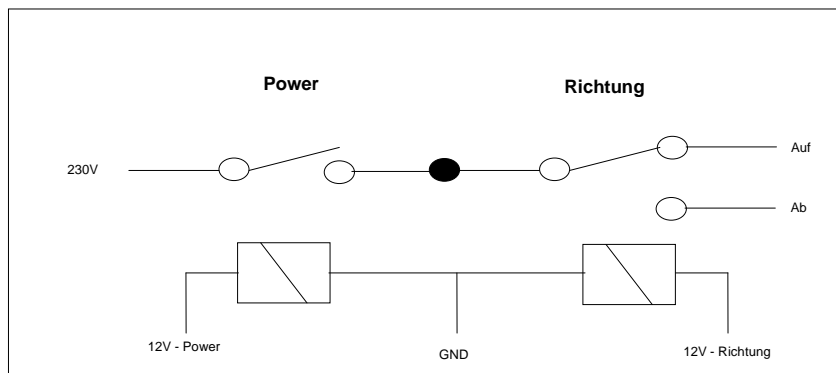 Power
Richtung
230V
Auf
Ab
12V - Power
GND
12V - Richtung